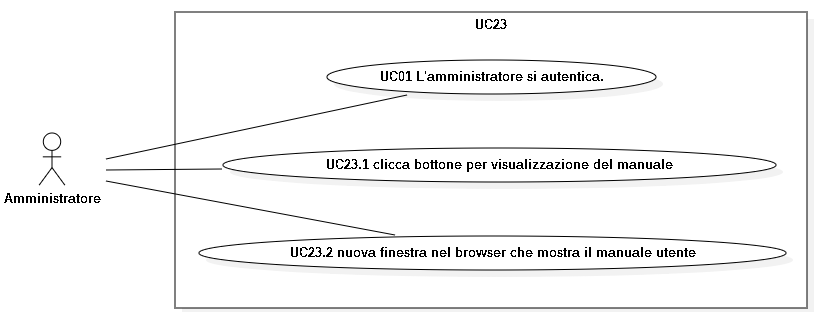 UC23
UC01 L'amministratore si autentica.
UC23.1 clicca bottone per visualizzazione del manuale
Amministratore
UC23.2 nuova finestra nel browser che mostra il manuale utente